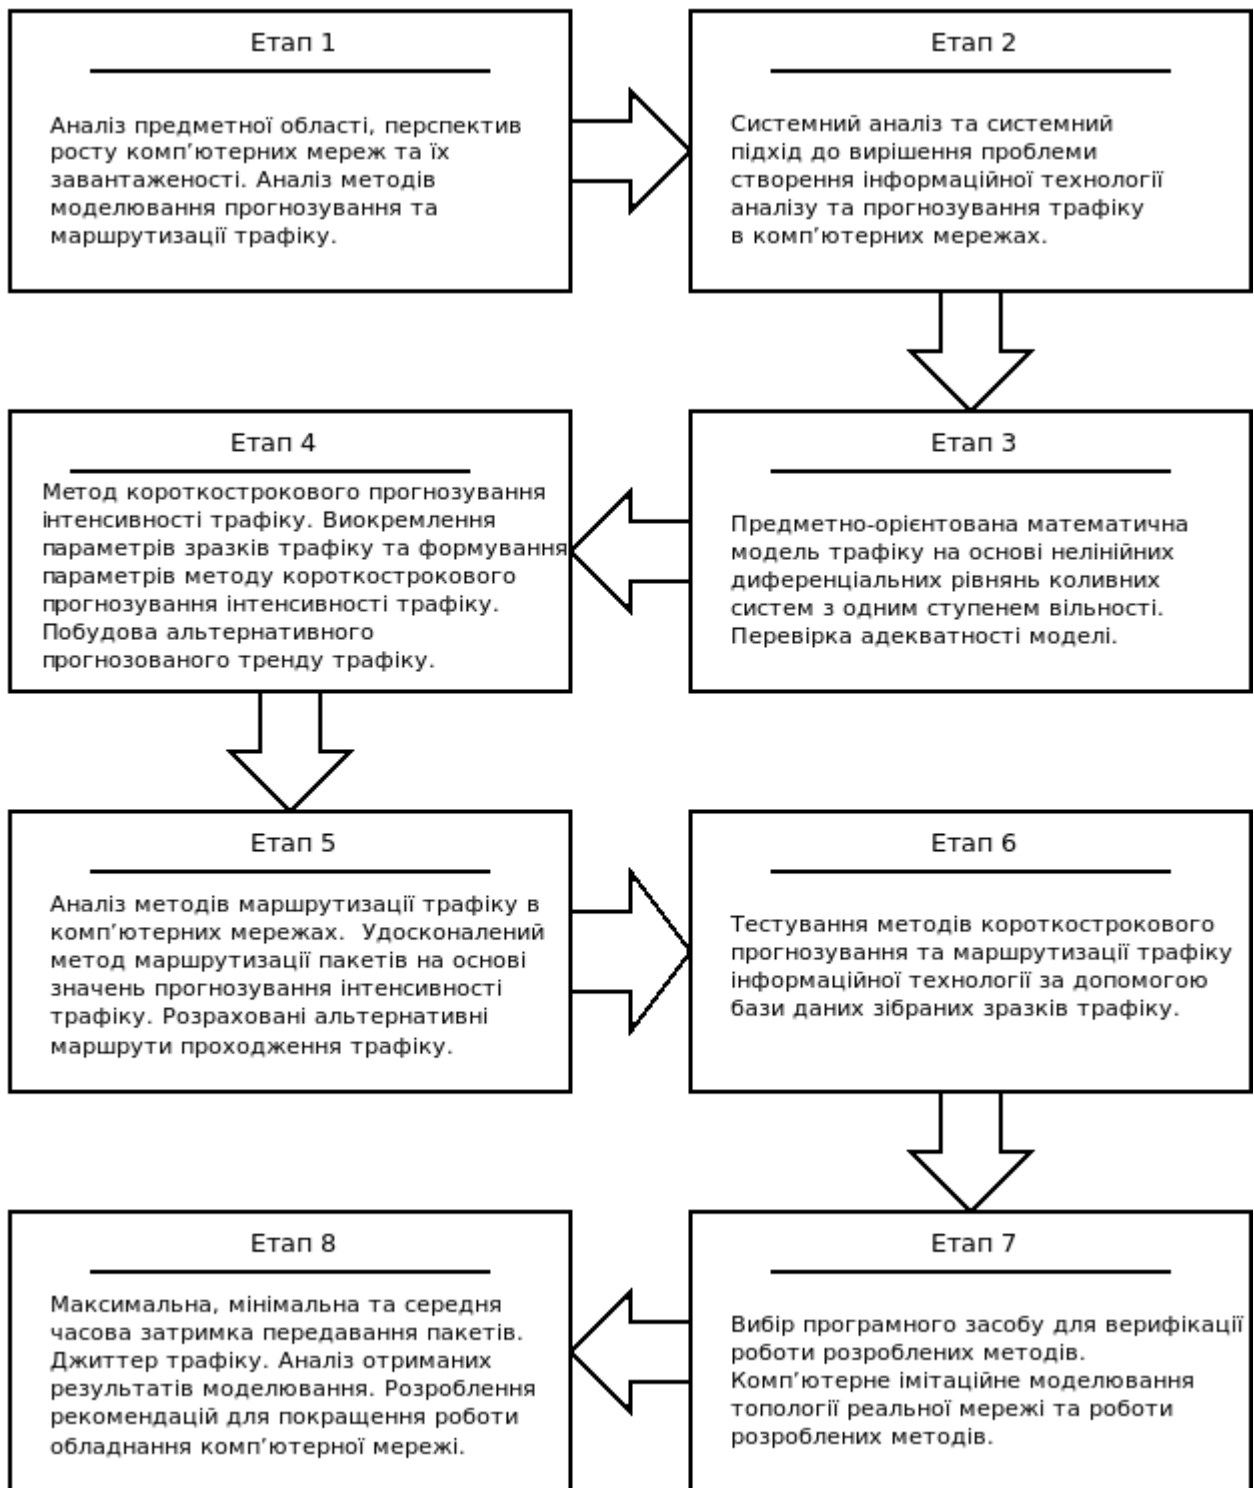 Етап 1
Аналіз предметної області, перспектив
росту комп’ютерних мереж та їх
завантаженості. Аналіз методів
моделювання прогнозування та
маршрутизації трафіку.
Етап 2
Системний аналіз та системний
підхід до вирішення проблеми
створення інформаційної технології
аналізу та прогнозування трафіку
в комп’ютерних мережах.
Етап 3
Предметно-орієнтована математична
модель трафіку на основі нелінійних
диференціальних рівнянь коливних
систем з одним ступенем вільності.
Перевірка адекватності моделі.
Етап 4
Метод короткострокового прогнозування
інтенсивності трафіку. Виокремлення
параметрів зразків трафіку та формування
параметрів методу короткострокового
прогнозування інтенсивності трафіку.
Побудова альтернативного
прогнозованого тренду трафіку.
Етап 5
Аналіз методів маршрутизації трафіку в
комп’ютерних мережах.  Удосконалений
метод маршрутизації пакетів на основі
значень прогнозування інтенсивності
трафіку. Розраховані альтернативні
маршрути проходження трафіку.
Етап 6
Тестування методів короткострокового
прогнозування та маршрутизації трафіку
інформаційної технології за допомогою
бази даних зібраних зразків трафіку.
Етап 7
Вибір програмного засобу для верифікації
роботи розроблених методів.
Комп’ютерне імітаційне моделювання
топології реальної мережі та роботи
розроблених методів.
Етап 8
Максимальна, мінімальна та середня
часова затримка передавання пакетів.
Джиттер трафіку. Аналіз отриманих
результатів моделювання. Розроблення
рекомендацій для покращення роботи
обладнання комп’ютерної мережі.